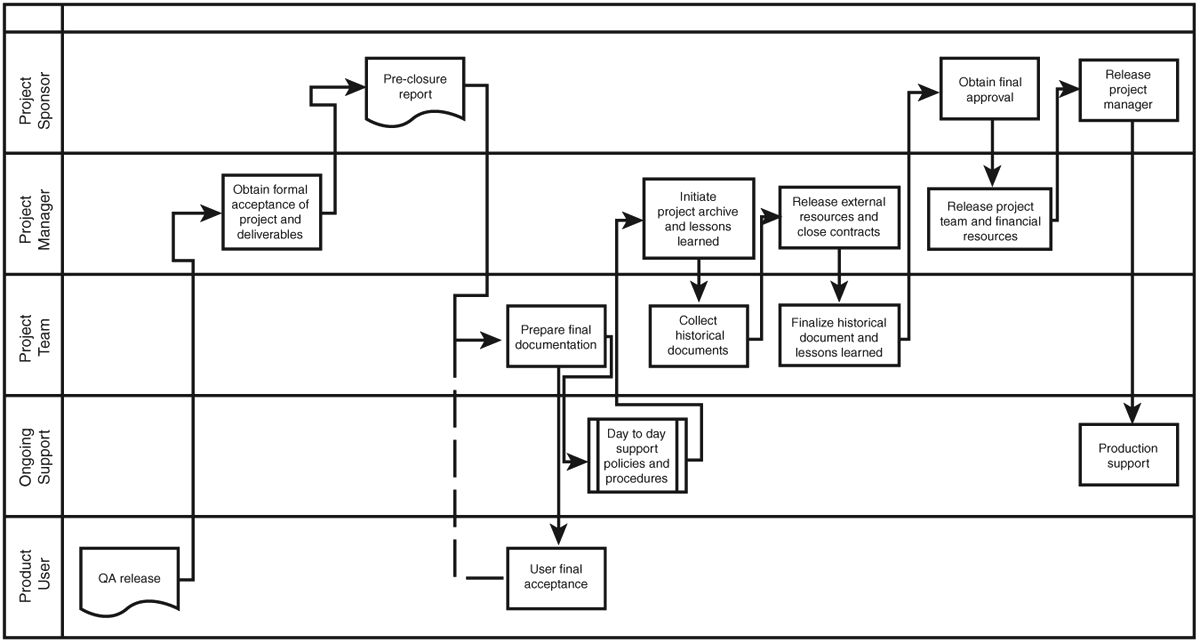 Project
Sponsor
Pre-closure
report
Obtain final
approval
Release
project
manager
Project
Manager
Obtain formal
acceptance of
project and
deliverables
Initiate
project archive
and lessons
learned
Release external
resources and
close contracts
Release project
team and financial
resources
Project
Team
Prepare final
documentation
Collect
historical
documents
Finalize historical
document and
lessons learned
Ongoing
Support
Day to day
support
policies and
procedures
Production
support
Product
User
QA release
User final
acceptance